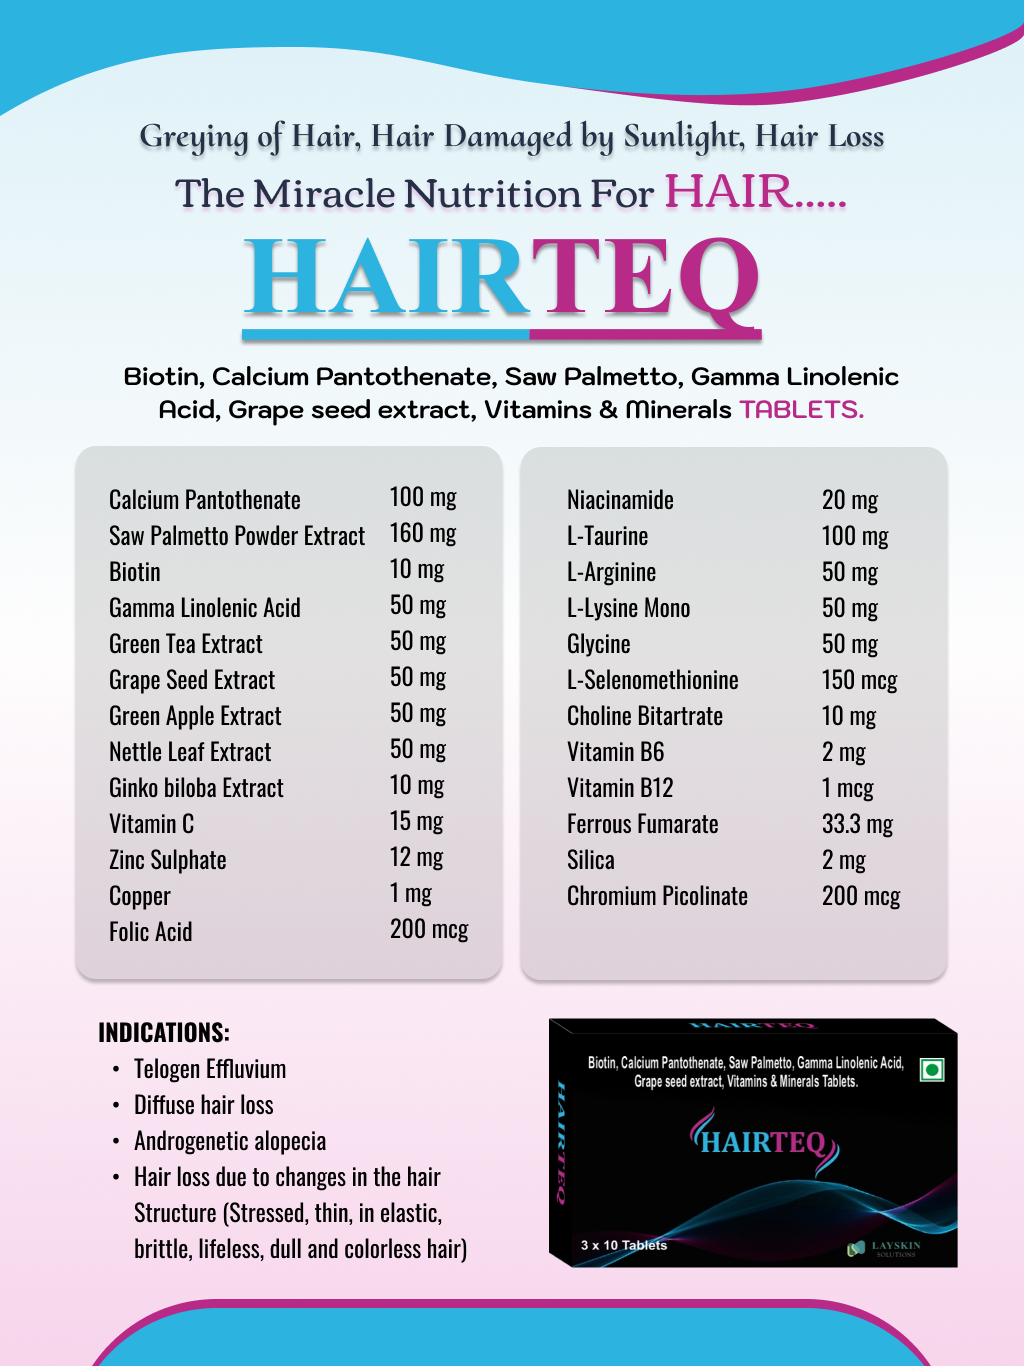 Greying of Hair, Hair Damaged by Sunlight, Hair Loss
The Miracle Nutrition For HAIR.....
HAIRTEQ
Biotin, Calcium Pantothenate, Saw Palmetto, Gamma Linolenic
Acid, Grape seed extract, Vitamins & Minerals TABLETS.
Calcium Pantothenate 100 mg
Saw Palmetto Powder Extract 160 mg
Biotin 10 mg
Gamma Linolenic Acid 50 mg
Green Tea Extract 50 mg
Grape Seed Extract 50 mg
Green Apple Extract 50 mg
Nettle Leaf Extract 50 mg
Ginko biloba Extract 10 mg
Vitamin C 15 mg
Zinc Sulphate 12 mg
Copper 1 mg
Folic Acid 200 mcg
Niacinamide 20 mg
L-Taurine 100 mg
L-Arginine 50 mg
L-Lysine Mono 50 mg
Glycine 50 mg
L-Selenomethionine 150 mcg
Choline Bitartrate 10 mg
Vitamin B6 2 mg
Vitamin B12 1 mcg
Ferrous Fumarate 33.3 mg
Silica 2 mg
Chromium Picolinate 200 mcg
INDICATIONS:
• Telogen Effluvium
• Diffuse hair loss
• Androgenetic alopecia
• Hair loss due to changes in the hair
Structure (Stressed, thin, in elastic,
brittle, lifeless, dull and colorless hair)
HAIRTEQ
HAIRTEQ
Biotin, Calcium Pantothenate, Saw Palmetto, Gamma Linolenic Acid,
Grape seed extract, Vitamins & Minerals Tablets.
HAIRTEQ
3 x 10 Tablets
LAYSKIN
SOLUTIONS